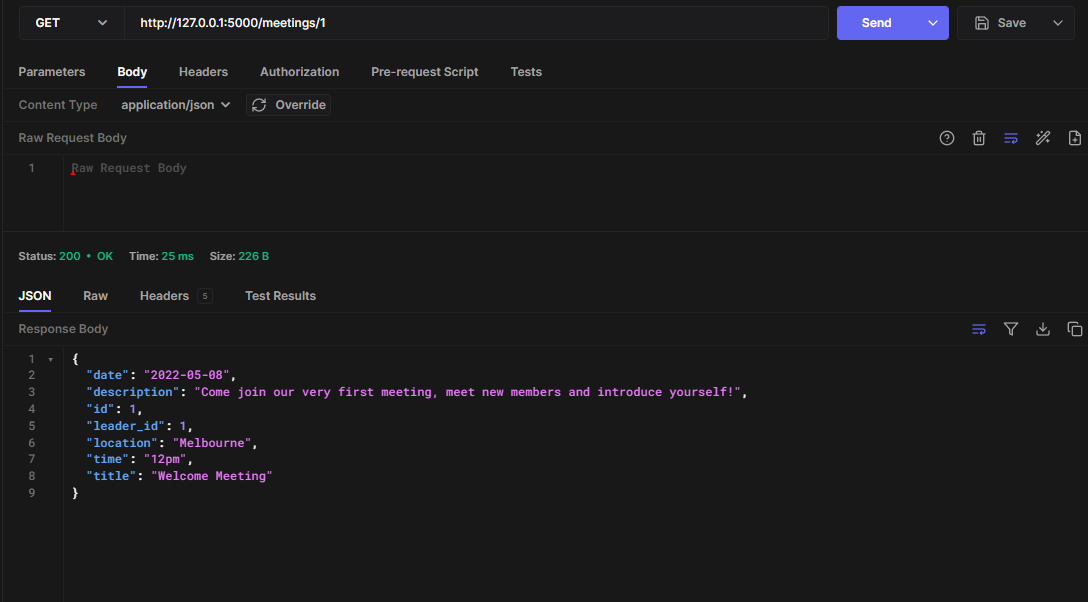 GET http://127.0.0.1:5000/meetings/1 Send Save
Parameters Body Headers Authorization Pre-request Script Tests
Content Type application/json Override
Raw Request Body
1 Raw Request Body
Status: 200 • OK Time: 25 ms Size: 226 B
JSON Raw Headers 5 Test Results
Response Body
1 {
2 "date": "2022-05-08",
3 "description": "Come join our very first meeting, meet new members and introduce yourself!",
4 "id": 1,
5 "leader_id": 1,
6 "location": "Melbourne",
7 "time": "12pm",
8 "title": "Welcome Meeting"
9 }